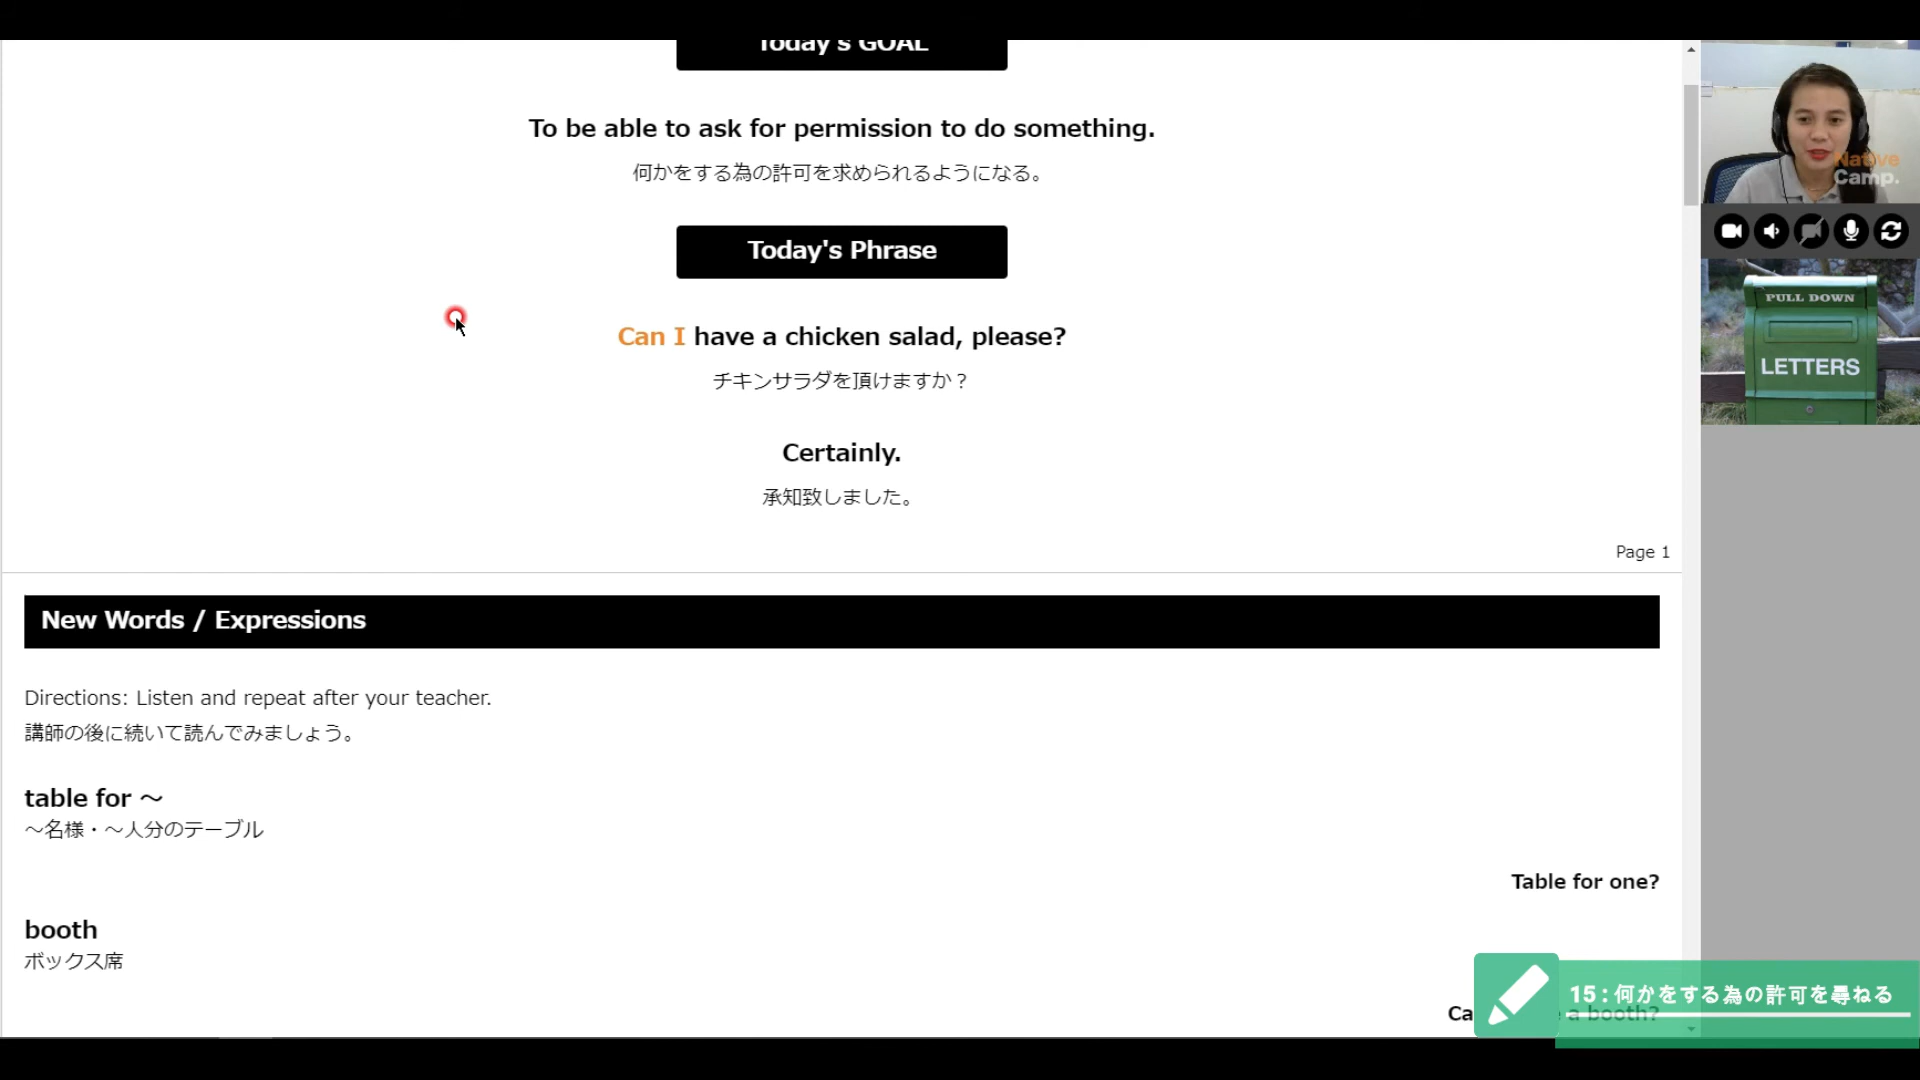 Today's GOAL
To be able to ask for permission to do something.
何かをする為の許可を求められるようになる。
Today's Phrase
Can I have a chicken salad, please?
チキンサラダを頂けますか？
Certainly.
承知致しました。
Page 1
New Words / Expressions
Directions: Listen and repeat after your teacher.
講師の後に続いて読んでみましょう。
table for ～
～名様・～人分のテーブル
Table for one?
booth
ボックス席
Ca
a booth?
15 : 何かをする為の許可を尋ねる
Native
Camp.
PULL DOWN
LETTERS